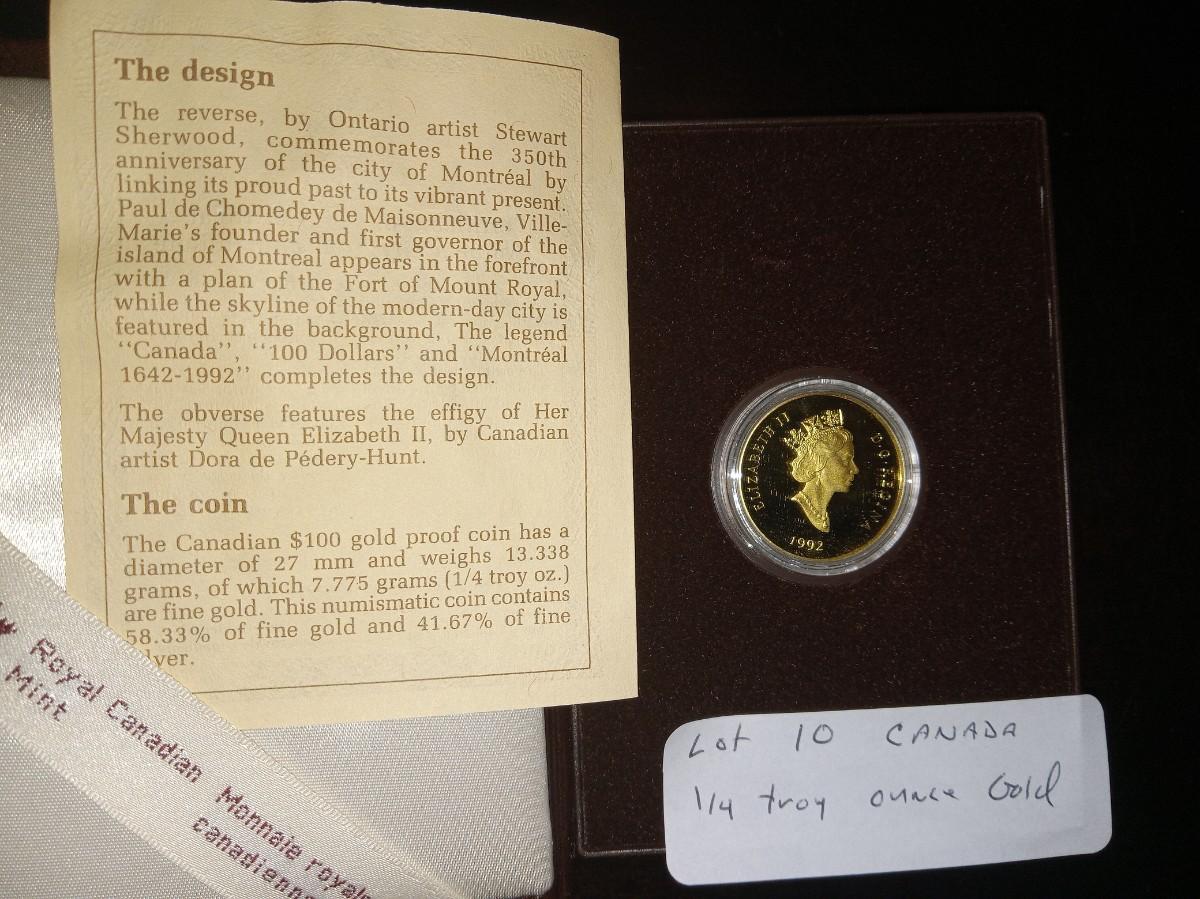 The design
The reverse, by Ontario artist Stewart
Sherwood, commemorates the 350th
anniversary of the city of Montréal by
linking its proud past to its vibrant present.
Paul de Chomedey de Maisonneuve, Ville-
Marie's founder and first governor of the
island of Montreal appears in the forefront
with a plan of the Fort of Mount Royal,
while the skyline of the modern-day city is
featured in the background, The legend
''Canada'', ''100 Dollars'' and ''Montréal
1642-1992'' completes the design.
The obverse features the effigy of Her
Majesty Queen Elizabeth II, by Canadian
artist Dora de Pédery-Hunt.
The coin
The Canadian $100 gold proof coin has a
diameter of 27 mm and weighs 13.338
grams, of which 7.775 grams (1/4 troy oz.)
are fine gold. This numismatic coin contains
58.33% of fine gold and 41.67% of fine
lver.
Royal Canadian
Mint
Monnaie royale
canadienn
ELIZABETH II
D·G·REGINA
1992
Lot 10 CANADA
1/4 troy ounce Gold